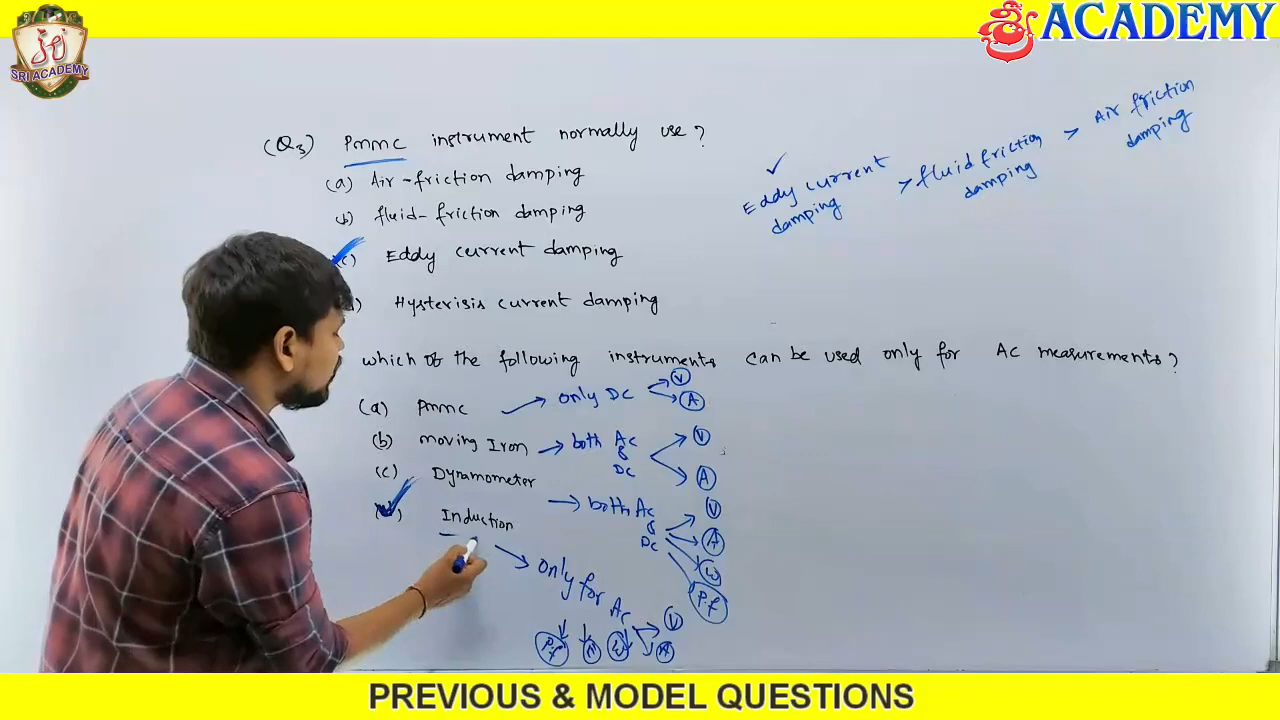 SRI ACADEMY
ACADEMY
(Q3) PMMC instrument normally use?
(a) Air-friction damping
(b) fluid-friction damping
(c) Eddy current damping
Hysterisis current damping
Eddy current damping > fluid friction damping > Air friction damping
which of the following instruments can be used only for AC measurements?
(a) PMMC → only DC V A
(b) moving Iron → both AC & DC V A
(c) Dynamometer → both AC & DC V A W P.f
Induction → only for AC V A W P.f
PREVIOUS & MODEL QUESTIONS